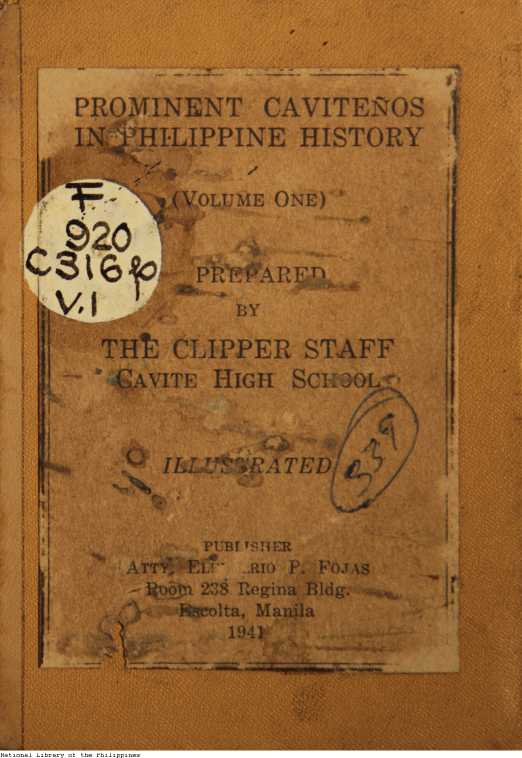 PROMINENT CAVITEÑOS
IN PHILIPPINE HISTORY
(VOLUME ONE)
F
920
C316
V.1
PREPARED
BY
THE CLIPPER STAFF
CAVITE HIGH SCHOOL
ILLUSTRATED
339
PUBLISHER
ATTY. P. FOJAS
Room 238 Regina Bldg.
Escolta, Manila
1941
National Library of the Philippines